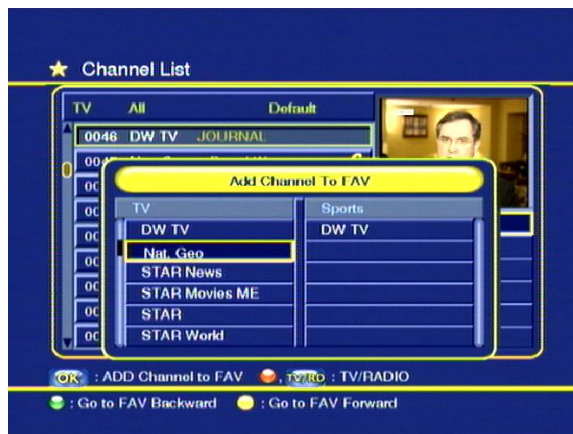 Channel List
TV All Default
0046 DW TV JOURNAL
Add Channel To FAV
TV Sports
DW TV DW TV
Nat. Geo
STAR News
STAR Movies ME
STAR
STAR World
OK : ADD Channel to FAV , TV/RD : TV/RADIO
: Go to FAV Backward : Go to FAV Forward